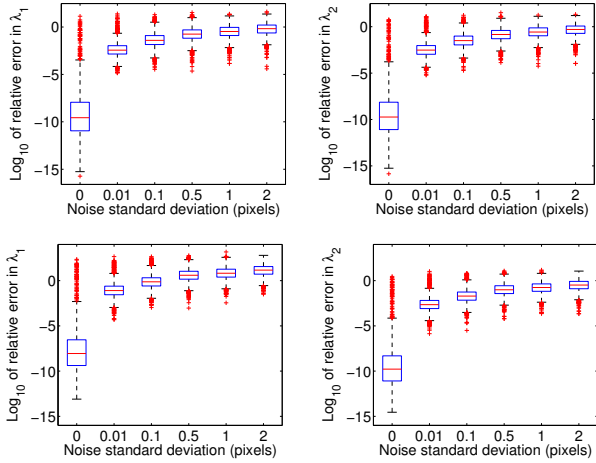 Log10 of relative error in λ1
0
−5
−10
−15
0 0.01 0.1 0.5 1 2
Noise standard deviation (pixels)
Log10 of relative error in λ2
0
−5
−10
−15
0 0.01 0.1 0.5 1 2
Noise standard deviation (pixels)
Log10 of relative error in λ1
0
−5
−10
−15
0 0.01 0.1 0.5 1 2
Noise standard deviation (pixels)
Log10 of relative error in λ2
0
−5
−10
−15
0 0.01 0.1 0.5 1 2
Noise standard deviation (pixels)